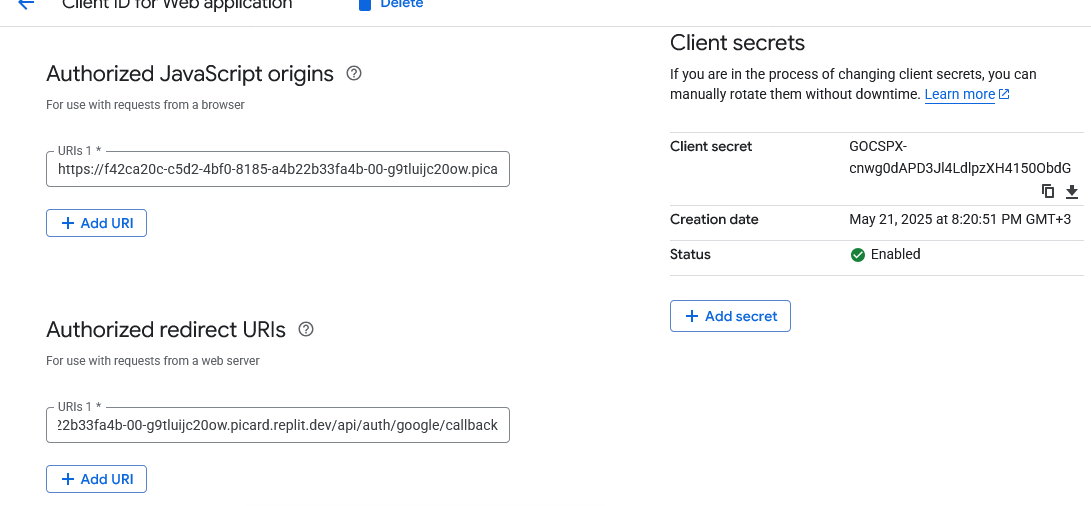 Client ID for Web application
Delete
Authorized JavaScript origins
For use with requests from a browser
URIs 1 *
https://f42ca20c-c5d2-4bf0-8185-a4b22b33fa4b-00-g9tluijc20ow.pica
+ Add URI
Authorized redirect URIs
For use with requests from a web server
URIs 1 *
22b33fa4b-00-g9tluijc20ow.picard.replit.dev/api/auth/google/callback
+ Add URI
Client secrets
If you are in the process of changing client secrets, you can
manually rotate them without downtime. Learn more
Client secret
GOCSPX-
cnwg0dAPD3Jl4LdlpzXH4150ObdG
Creation date
May 21, 2025 at 8:20:51 PM GMT+3
Status
Enabled
+ Add secret